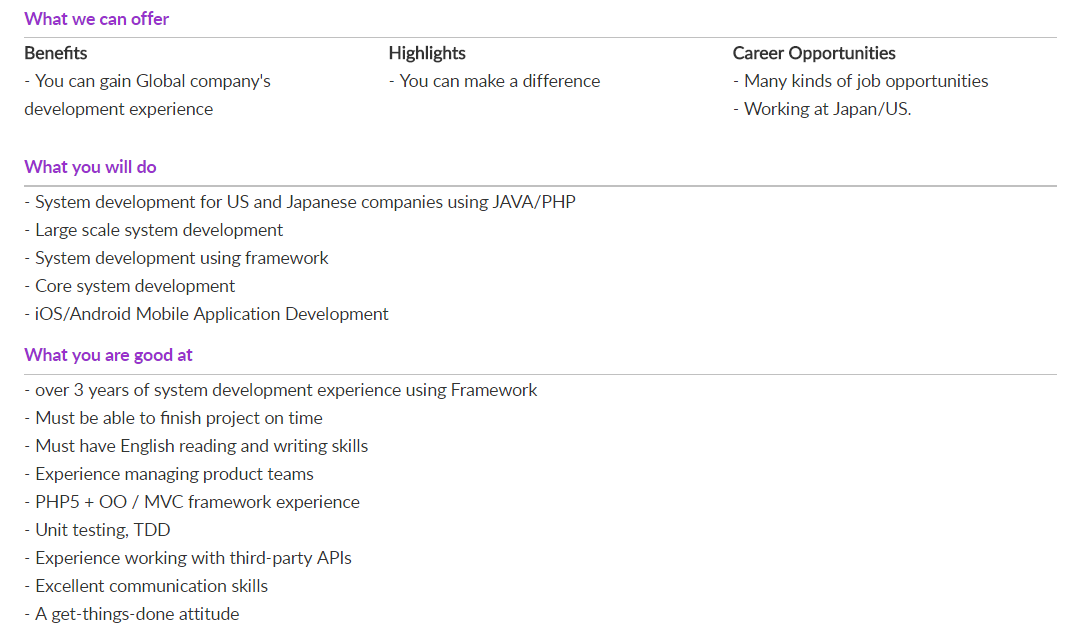 What we can offer
Benefits
- You can gain Global company's
development experience
Highlights
- You can make a difference
Career Opportunities
- Many kinds of job opportunities
- Working at Japan/US.
What you will do
- System development for US and Japanese companies using JAVA/PHP
- Large scale system development
- System development using framework
- Core system development
- iOS/Android Mobile Application Development
What you are good at
- over 3 years of system development experience using Framework
- Must be able to finish project on time
- Must have English reading and writing skills
- Experience managing product teams
- PHP5 + OO / MVC framework experience
- Unit testing, TDD
- Experience working with third-party APIs
- Excellent communication skills
- A get-things-done attitude